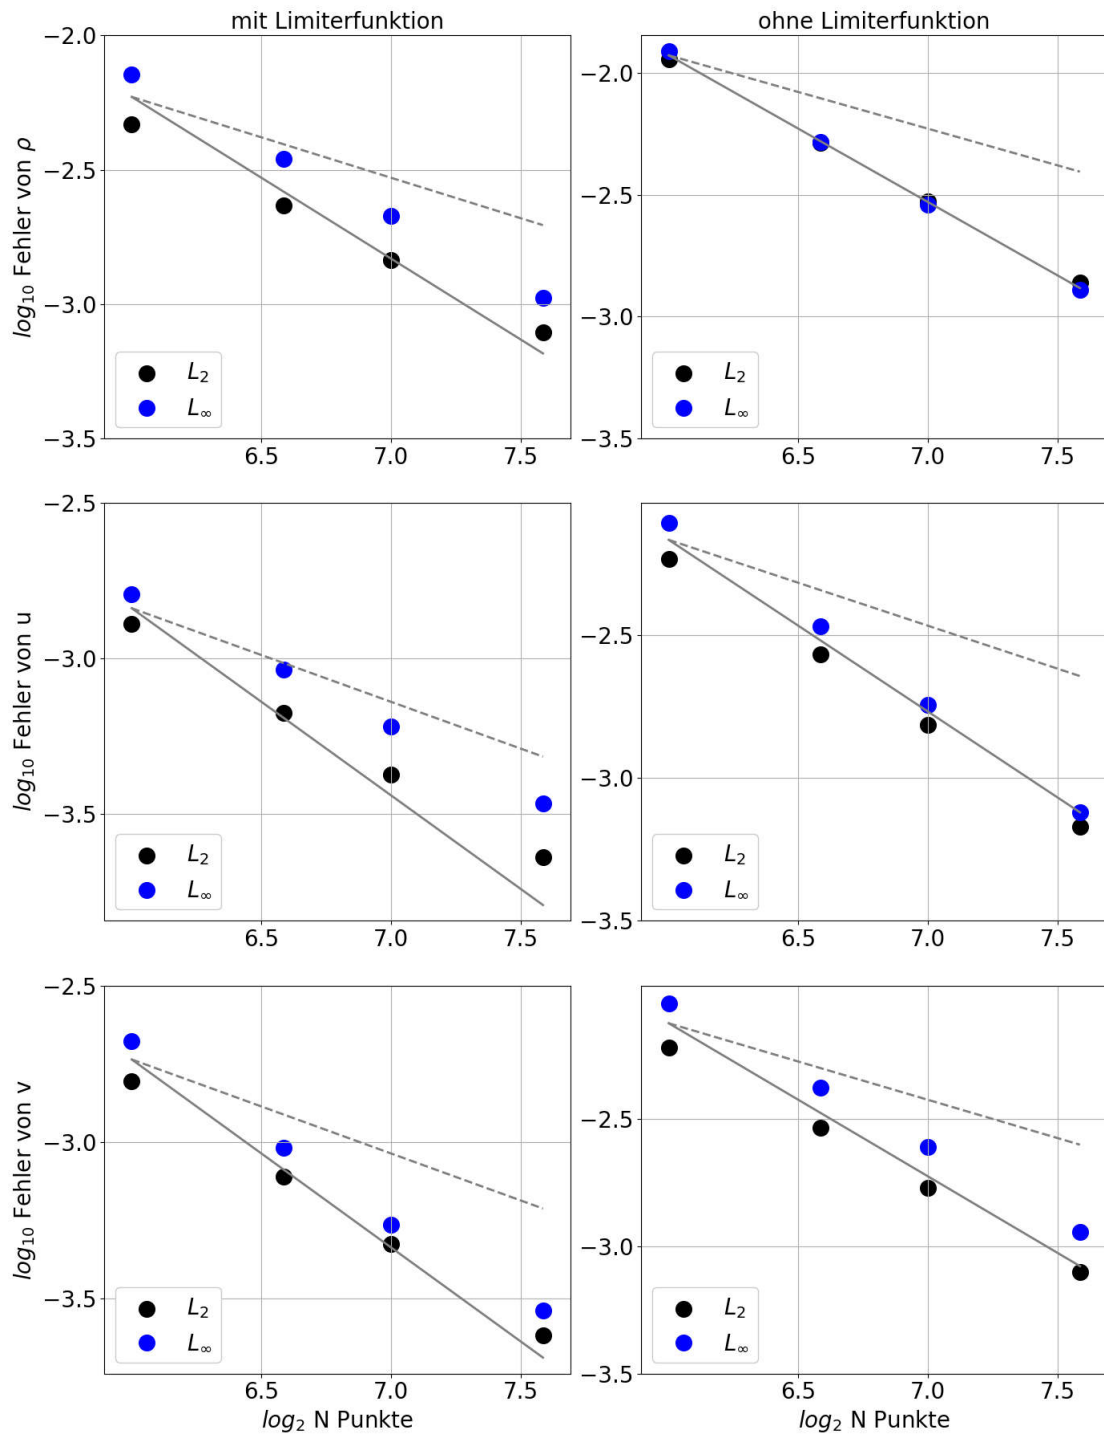 mit Limiterfunktion
ohne Limiterfunktion
−2.0
−2.5
−3.0
−3.5
log₁₀ Fehler von ρ
L₂
L∞
6.5 7.0 7.5
−2.0
−2.5
−3.0
−3.5
L₂
L∞
6.5 7.0 7.5
−2.5
−3.0
−3.5
log₁₀ Fehler von u
L₂
L∞
6.5 7.0 7.5
−2.5
−3.0
−3.5
L₂
L∞
6.5 7.0 7.5
−2.5
−3.0
−3.5
log₁₀ Fehler von v
L₂
L∞
6.5 7.0 7.5
log₂ N Punkte
−2.5
−3.0
−3.5
L₂
L∞
6.5 7.0 7.5
log₂ N Punkte